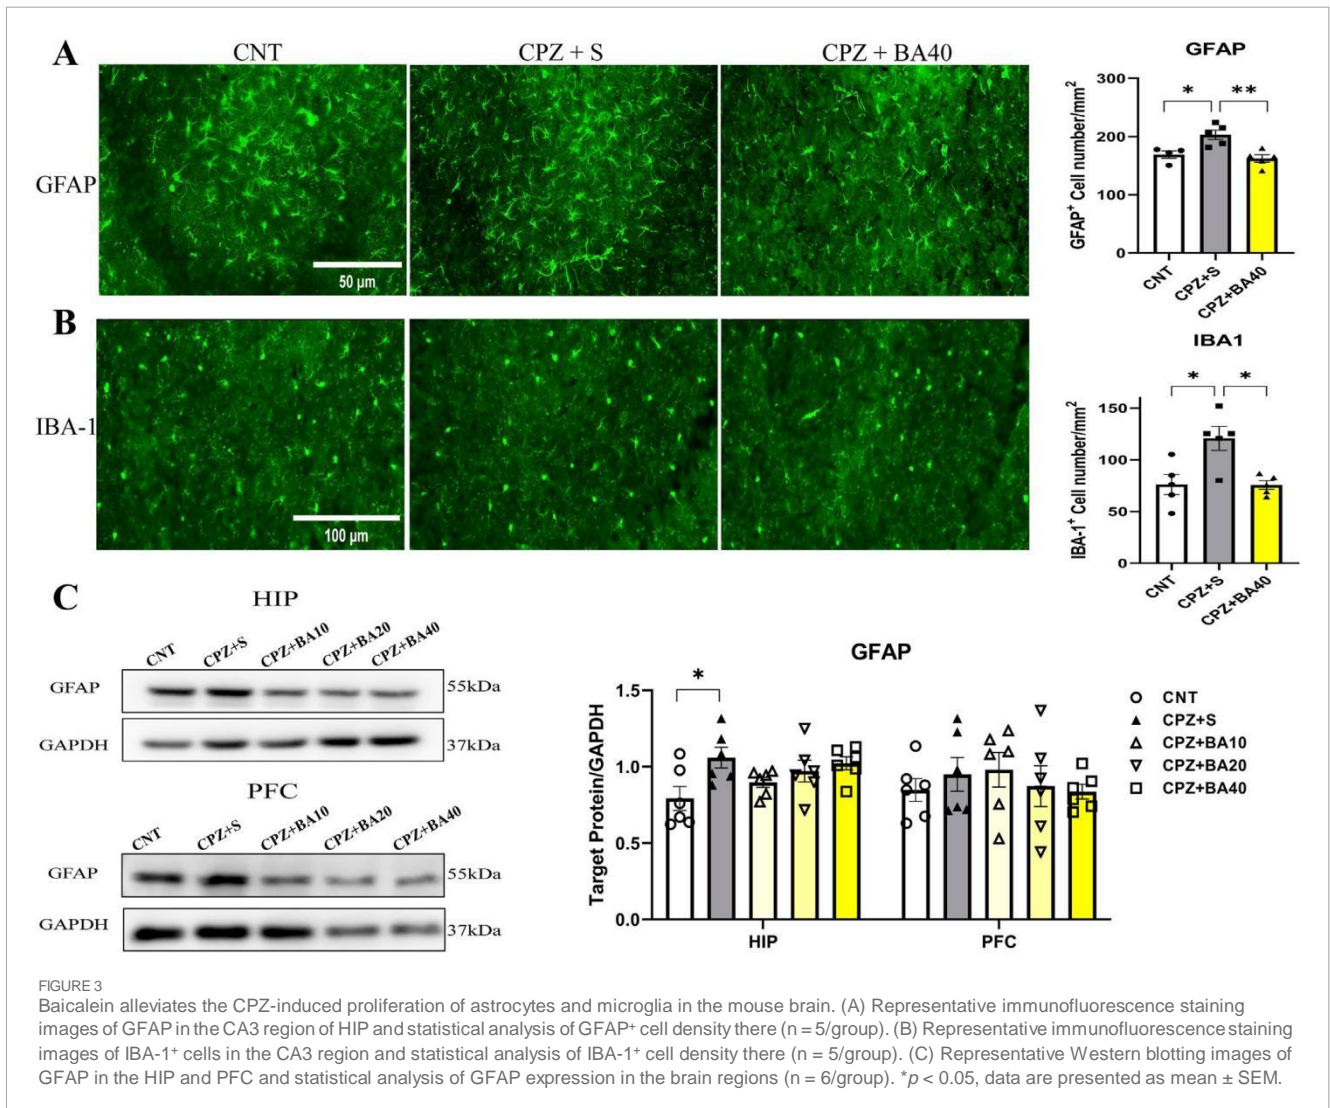 A
CNT
CPZ + S
CPZ + BA40
GFAP
50 µm
GFAP
300
200
100
0
GFAP⁺ Cell number/mm²
*
**
CNT
CPZ+S
CPZ+BA40
B
IBA-1
100 µm
IBA1
150
100
50
0
IBA-1⁺ Cell number/mm²
*
*
CNT
CPZ+S
CPZ+BA40
C
HIP
CNT
CPZ+S
CPZ+BA10
CPZ+BA20
CPZ+BA40
GFAP
55kDa
GAPDH
37kDa
PFC
CNT
CPZ+S
CPZ+BA10
CPZ+BA20
CPZ+BA40
GFAP
55kDa
GAPDH
37kDa
GFAP
Target Protein/GAPDH
1.5
1.0
0.5
0.0
*
HIP
PFC
CNT
CPZ+S
CPZ+BA10
CPZ+BA20
CPZ+BA40
FIGURE 3
Baicalein alleviates the CPZ-induced proliferation of astrocytes and microglia in the mouse brain. (A) Representative immunofluorescence staining
images of GFAP in the CA3 region of HIP and statistical analysis of GFAP⁺ cell density there (n = 5/group). (B) Representative immunofluorescence staining
images of IBA-1⁺ cells in the CA3 region and statistical analysis of IBA-1⁺ cell density there (n = 5/group). (C) Representative Western blotting images of
GFAP in the HIP and PFC and statistical analysis of GFAP expression in the brain regions (n = 6/group). *p < 0.05, data are presented as mean ± SEM.